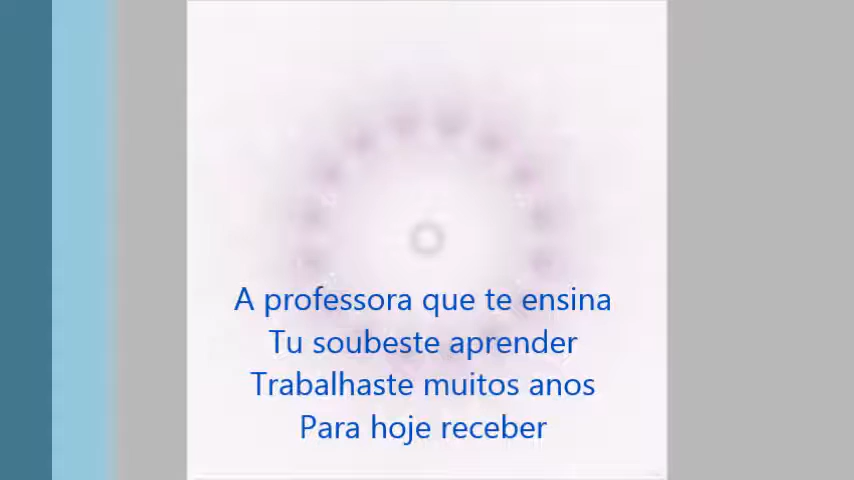 A professora que te ensina
Tu soubeste aprender
Trabalhaste muitos anos
Para hoje receber